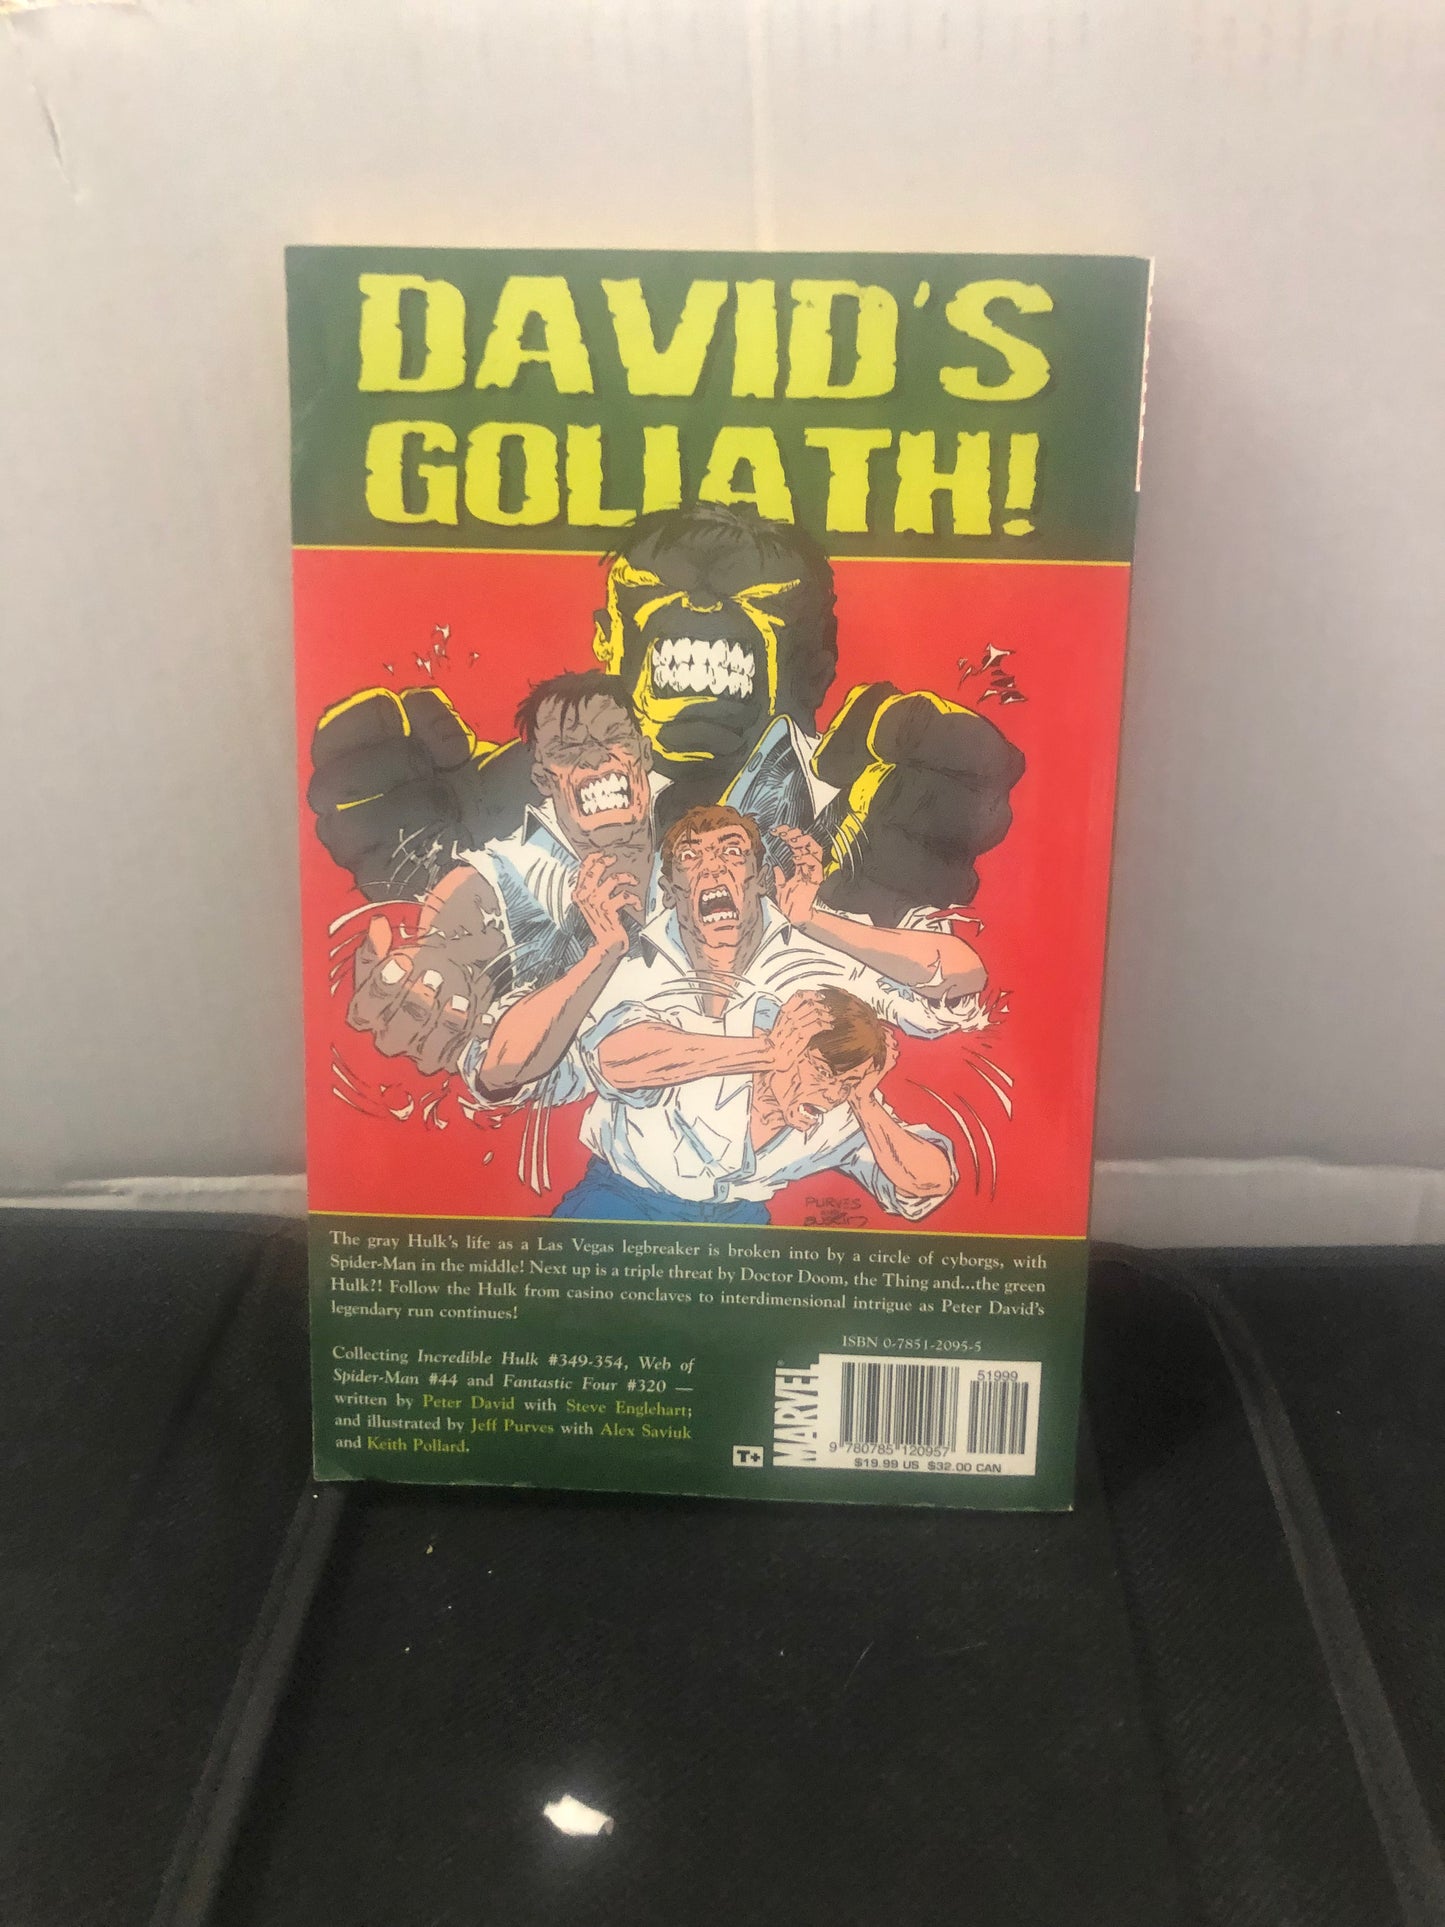 DAVID'S
GOLIATH!
PURVES
AND
AUSTIN
The gray Hulk's life as a Las Vegas legbreaker is broken into by a circle of cyborgs, with
Spider-Man in the middle! Next up is a triple threat by Doctor Doom, the Thing and...the green
Hulk?! Follow the Hulk from casino conclaves to interdimensional intrigue as Peter David's
legendary run continues!
Collecting Incredible Hulk #349-354, Web of
Spider-Man #44 and Fantastic Four #320 —
written by Peter David with Steve Englehart;
and illustrated by Jeff Purves with Alex Saviuk
and Keith Pollard.
T+
MARVEL®
ISBN 0-7851-2095-5
51999
9 780785 120957
$19.99 US $32.00 CAN